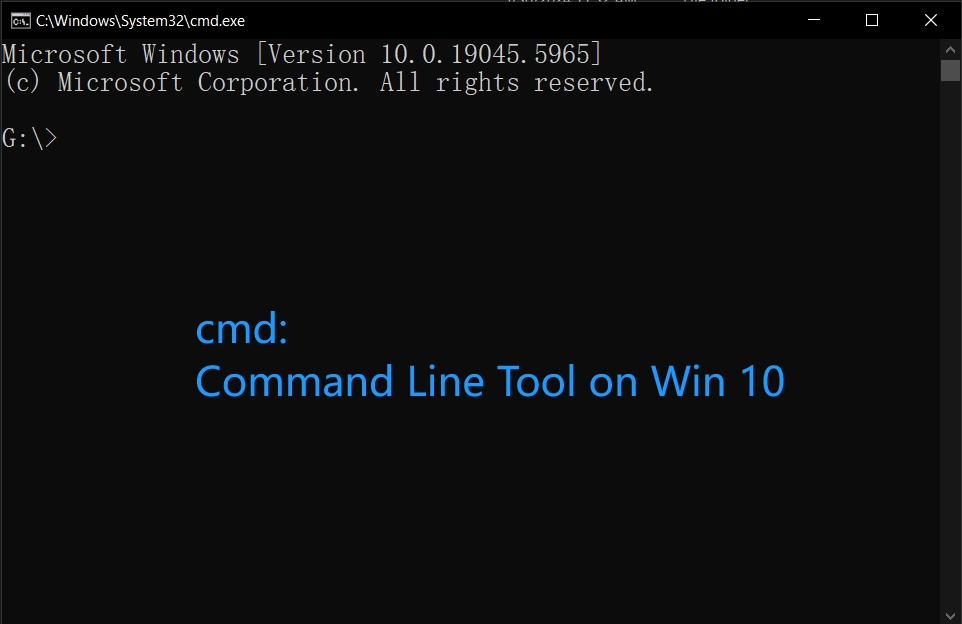 C:\Windows\System32\cmd.exe
Microsoft Windows [Version 10.0.19045.5965]
(c) Microsoft Corporation. All rights reserved.
G:\>
cmd:
Command Line Tool on Win 10